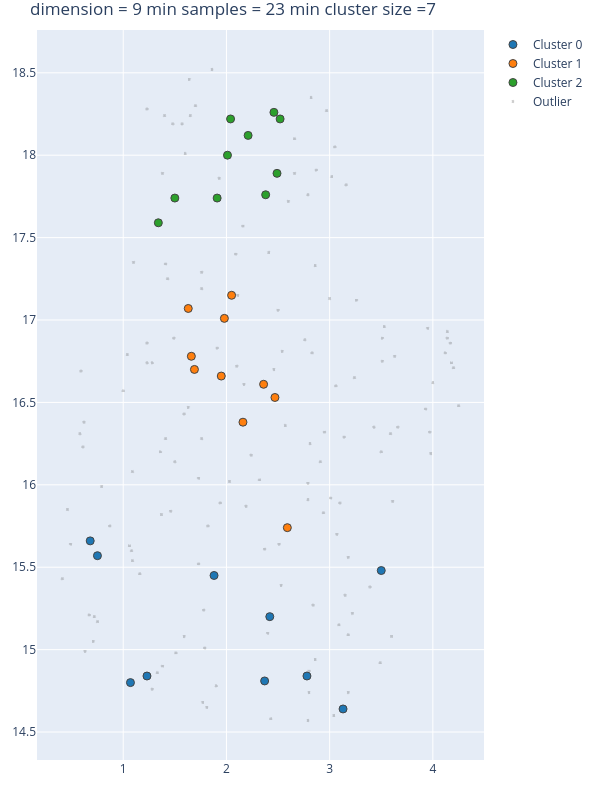 dimension = 9 min samples = 23 min cluster size =7
Cluster 0
Cluster 1
Cluster 2
Outlier
18.5
18
17.5
17
16.5
16
15.5
15
14.5
1 2 3 4